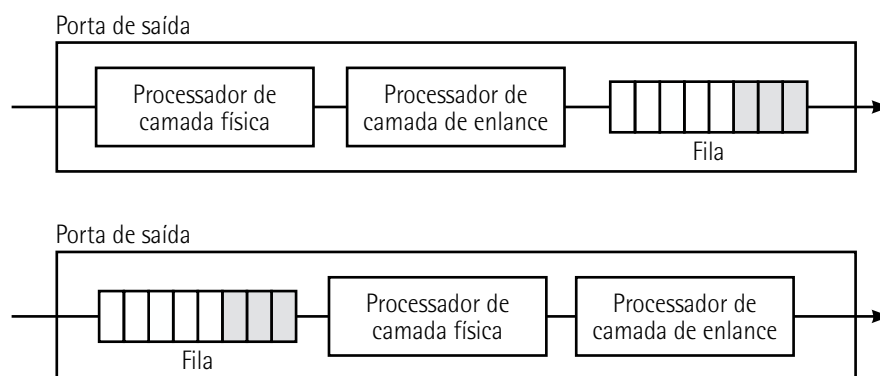 Porta de saída
Processador de
camada física
Processador de
camada de enlance
Fila
Porta de saída
Fila
Processador de
camada física
Processador de
camada de enlance